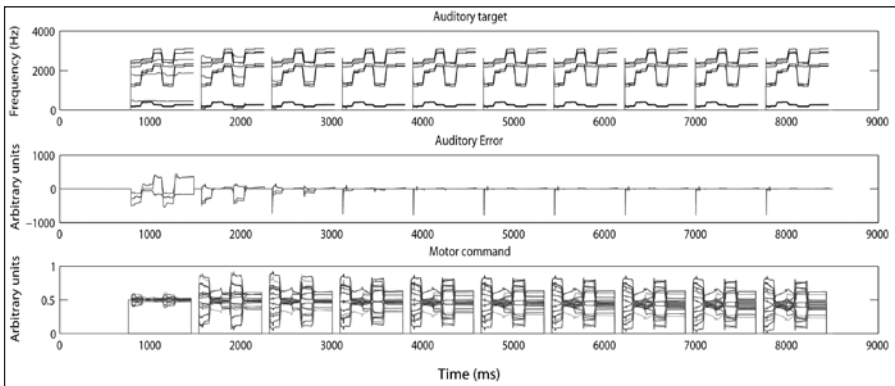 Auditory target
Frequency (Hz)
4000
2000
0
0 1000 2000 3000 4000 5000 6000 7000 8000 9000
Auditory Error
Arbitrary units
1000
0
−1000
0 1000 2000 3000 4000 5000 6000 7000 8000 9000
Motor command
Arbitrary units
1
0.5
0
0 1000 2000 3000 4000 5000 6000 7000 8000 9000
Time (ms)